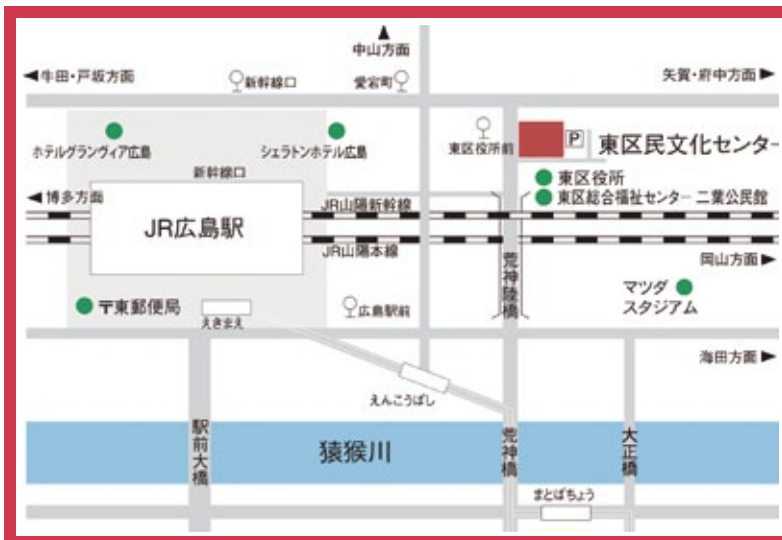 中山方面
牛田・戸坂方面
新幹線口
愛宕町
矢賀・府中方面
ホテルグランヴィア広島
シェラトンホテル広島
東区役所前
P
東区民文化センター
新幹線口
東区役所
博多方面
JR山陽新幹線
東区総合福祉センター 二葉公民館
JR広島駅
JR山陽本線
荒神陸橋
岡山方面
マツダ
スタジアム
〒東郵便局
えきまえ
広島駅前
海田方面
えんこうばし
駅前大橋
猿猴川
荒神橋
大正橋
まとばちょう